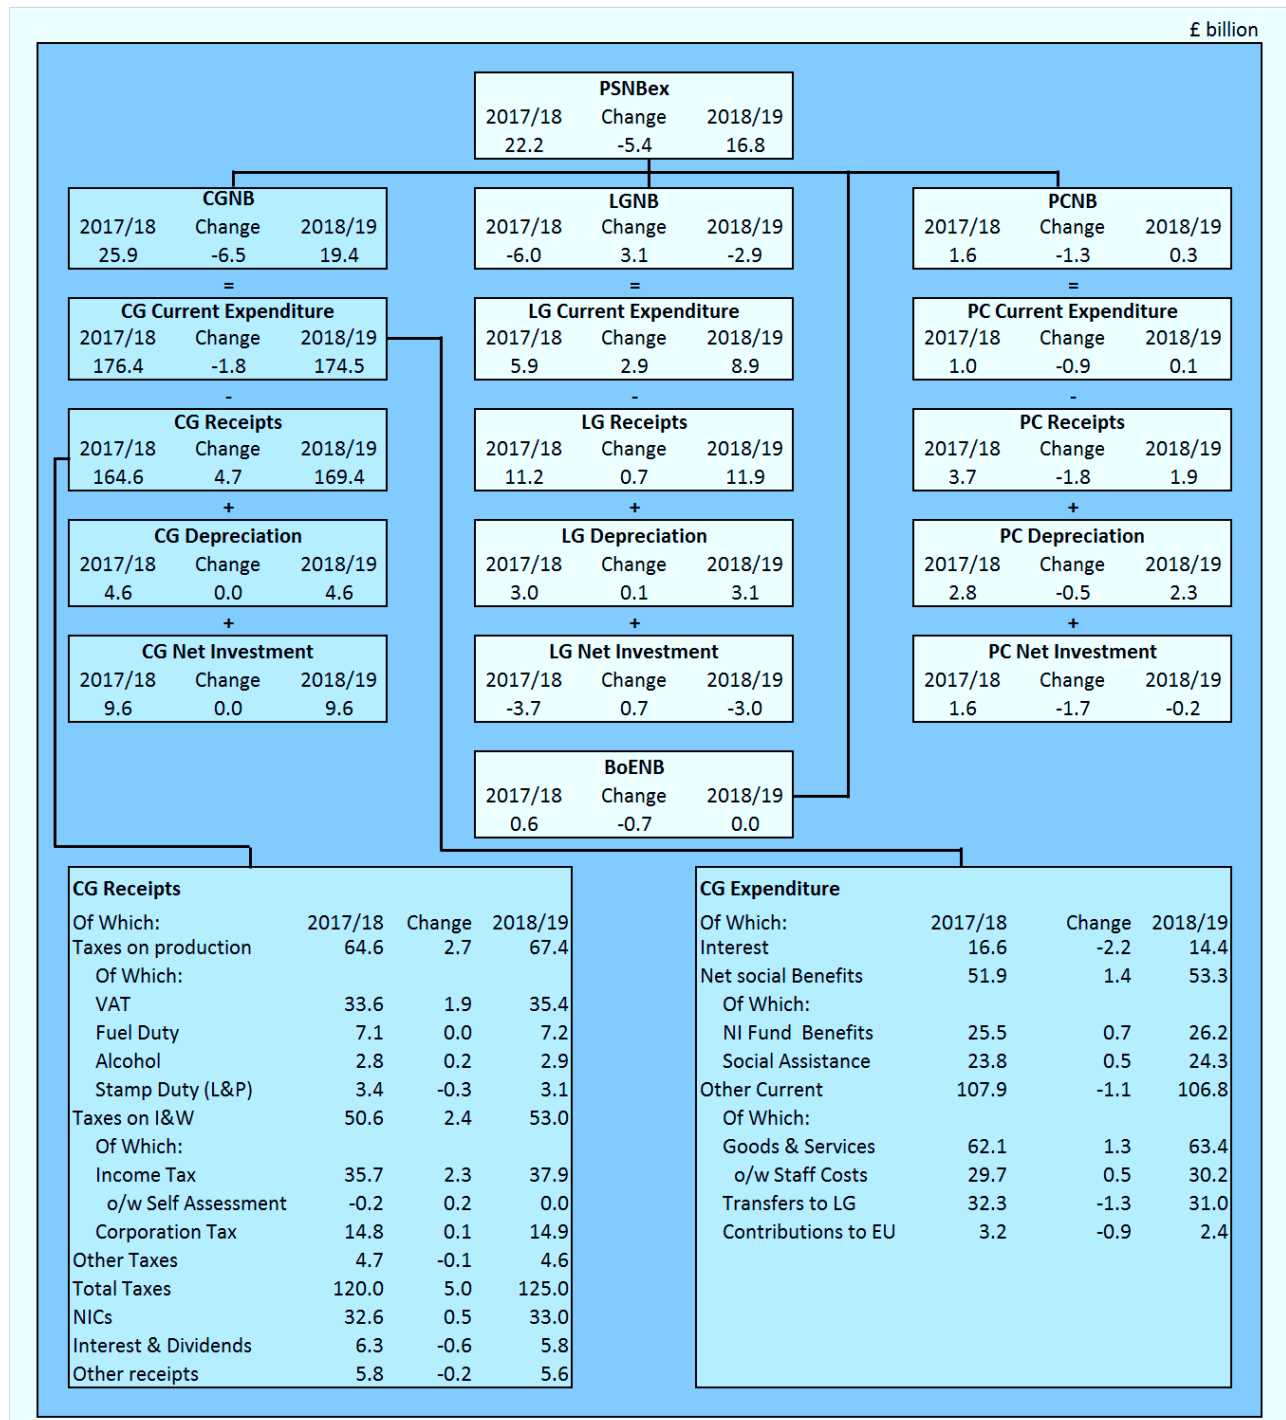 £ billion
PSNBex
2017/18 Change 2018/19
22.2 -5.4 16.8
CGNB
2017/18 Change 2018/19
25.9 -6.5 19.4
=
CG Current Expenditure
2017/18 Change 2018/19
176.4 -1.8 174.5
-
CG Receipts
2017/18 Change 2018/19
164.6 4.7 169.4
+
CG Depreciation
2017/18 Change 2018/19
4.6 0.0 4.6
+
CG Net Investment
2017/18 Change 2018/19
9.6 0.0 9.6
LGNB
2017/18 Change 2018/19
-6.0 3.1 -2.9
=
LG Current Expenditure
2017/18 Change 2018/19
5.9 2.9 8.9
-
LG Receipts
2017/18 Change 2018/19
11.2 0.7 11.9
+
LG Depreciation
2017/18 Change 2018/19
3.0 0.1 3.1
+
LG Net Investment
2017/18 Change 2018/19
-3.7 0.7 -3.0
PCNB
2017/18 Change 2018/19
1.6 -1.3 0.3
=
PC Current Expenditure
2017/18 Change 2018/19
1.0 -0.9 0.1
-
PC Receipts
2017/18 Change 2018/19
3.7 -1.8 1.9
+
PC Depreciation
2017/18 Change 2018/19
2.8 -0.5 2.3
+
PC Net Investment
2017/18 Change 2018/19
1.6 -1.7 -0.2
BoENB
2017/18 Change 2018/19
0.6 -0.7 0.0
CG Receipts
Of Which: 2017/18 Change 2018/19
Taxes on production 64.6 2.7 67.4
Of Which:
VAT 33.6 1.9 35.4
Fuel Duty 7.1 0.0 7.2
Alcohol 2.8 0.2 2.9
Stamp Duty (L&P) 3.4 -0.3 3.1
Taxes on I&W 50.6 2.4 53.0
Of Which:
Income Tax 35.7 2.3 37.9
o/w Self Assessment -0.2 0.2 0.0
Corporation Tax 14.8 0.1 14.9
Other Taxes 4.7 -0.1 4.6
Total Taxes 120.0 5.0 125.0
NICs 32.6 0.5 33.0
Interest & Dividends 6.3 -0.6 5.8
Other receipts 5.8 -0.2 5.6
CG Expenditure
Of Which: 2017/18 Change 2018/19
Interest 16.6 -2.2 14.4
Net social Benefits 51.9 1.4 53.3
Of Which:
NI Fund Benefits 25.5 0.7 26.2
Social Assistance 23.8 0.5 24.3
Other Current 107.9 -1.1 106.8
Of Which:
Goods & Services 62.1 1.3 63.4
o/w Staff Costs 29.7 0.5 30.2
Transfers to LG 32.3 -1.3 31.0
Contributions to EU 3.2 -0.9 2.4